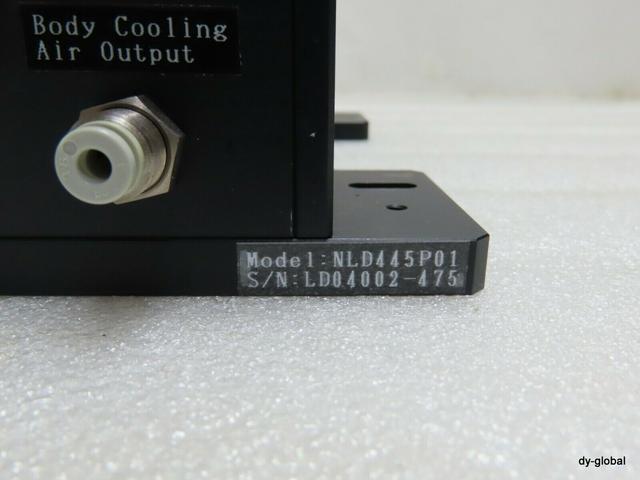 Body Cooling
Air Output
Model:NLD445P01
S/N:LD04002-475
dy-global